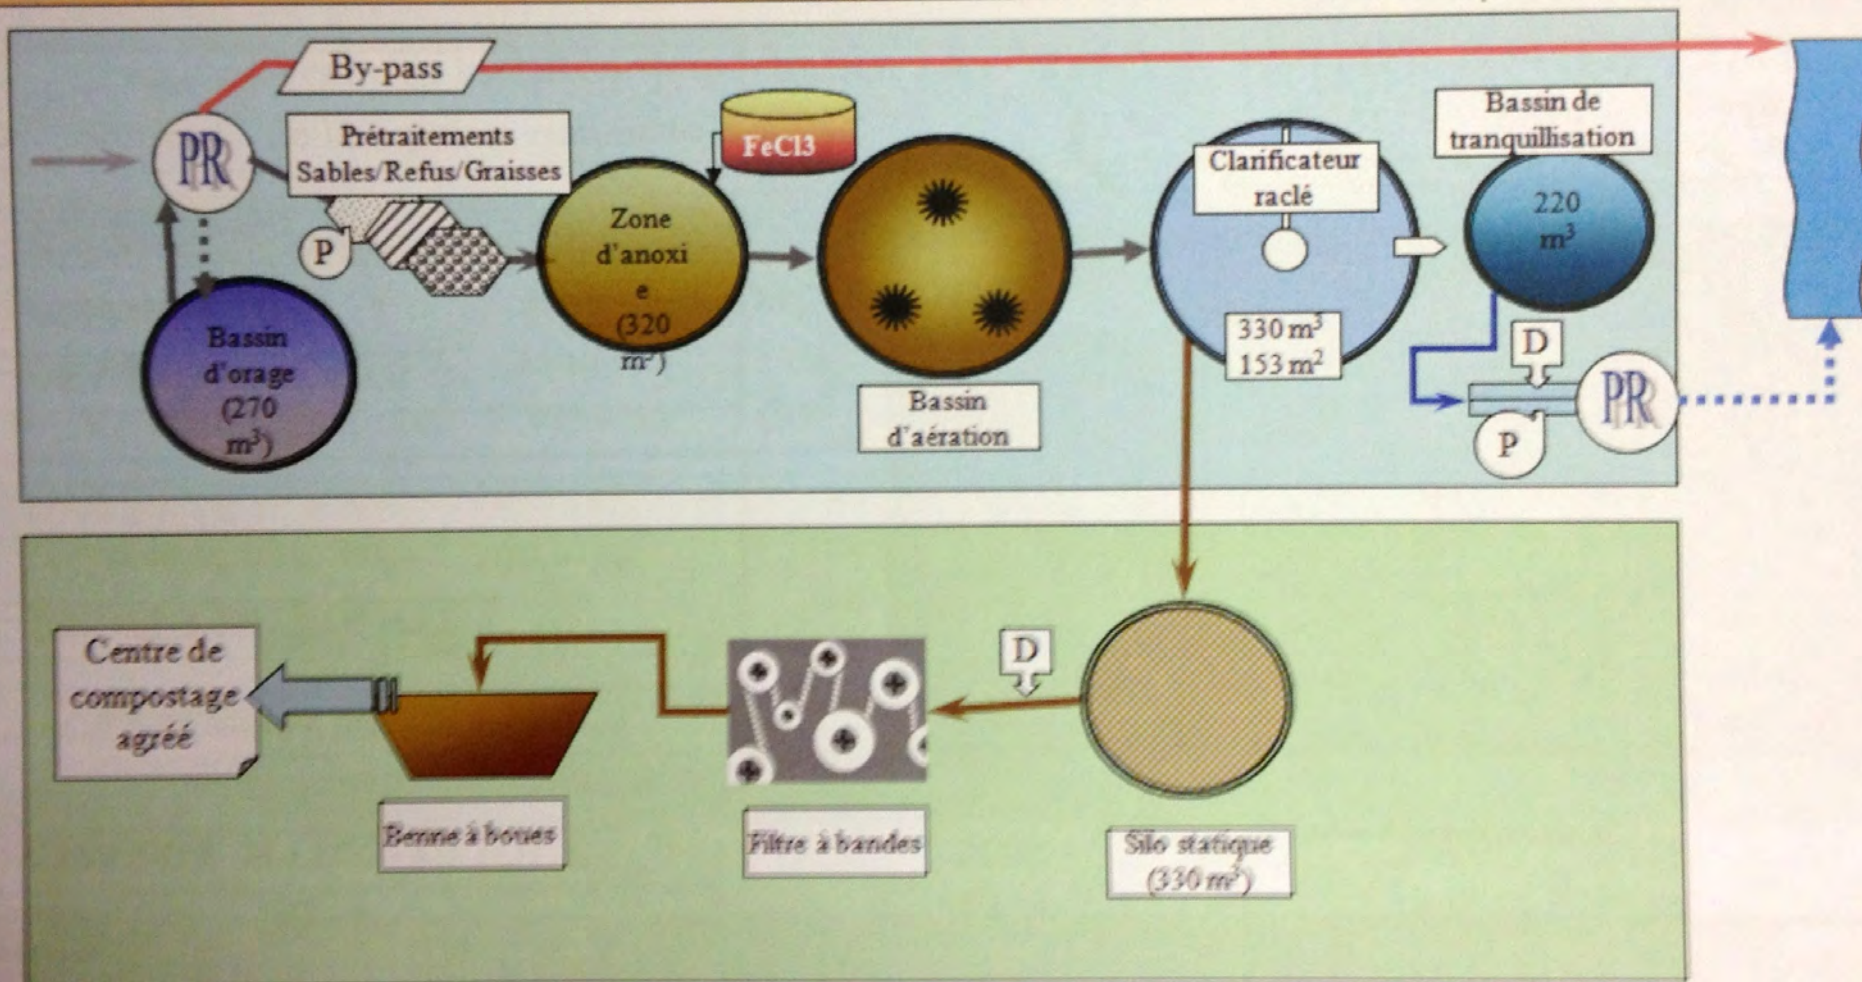 By-pass
PR
Prétraitements
Sables/Refus/Graisses
P
FeCl3
Zone
d'anoxi
e
(320
m³)
Bassin
d'orage
(270
m³)
Bassin
d'aération
Clarificateur
raclé
330 m³
153 m²
Bassin de
tranquillisation
220
m³
D
PR
P
Centre de
compostage
agréé
Benne à boues
Filtre à bandes
D
Silo statique
(330 m³)